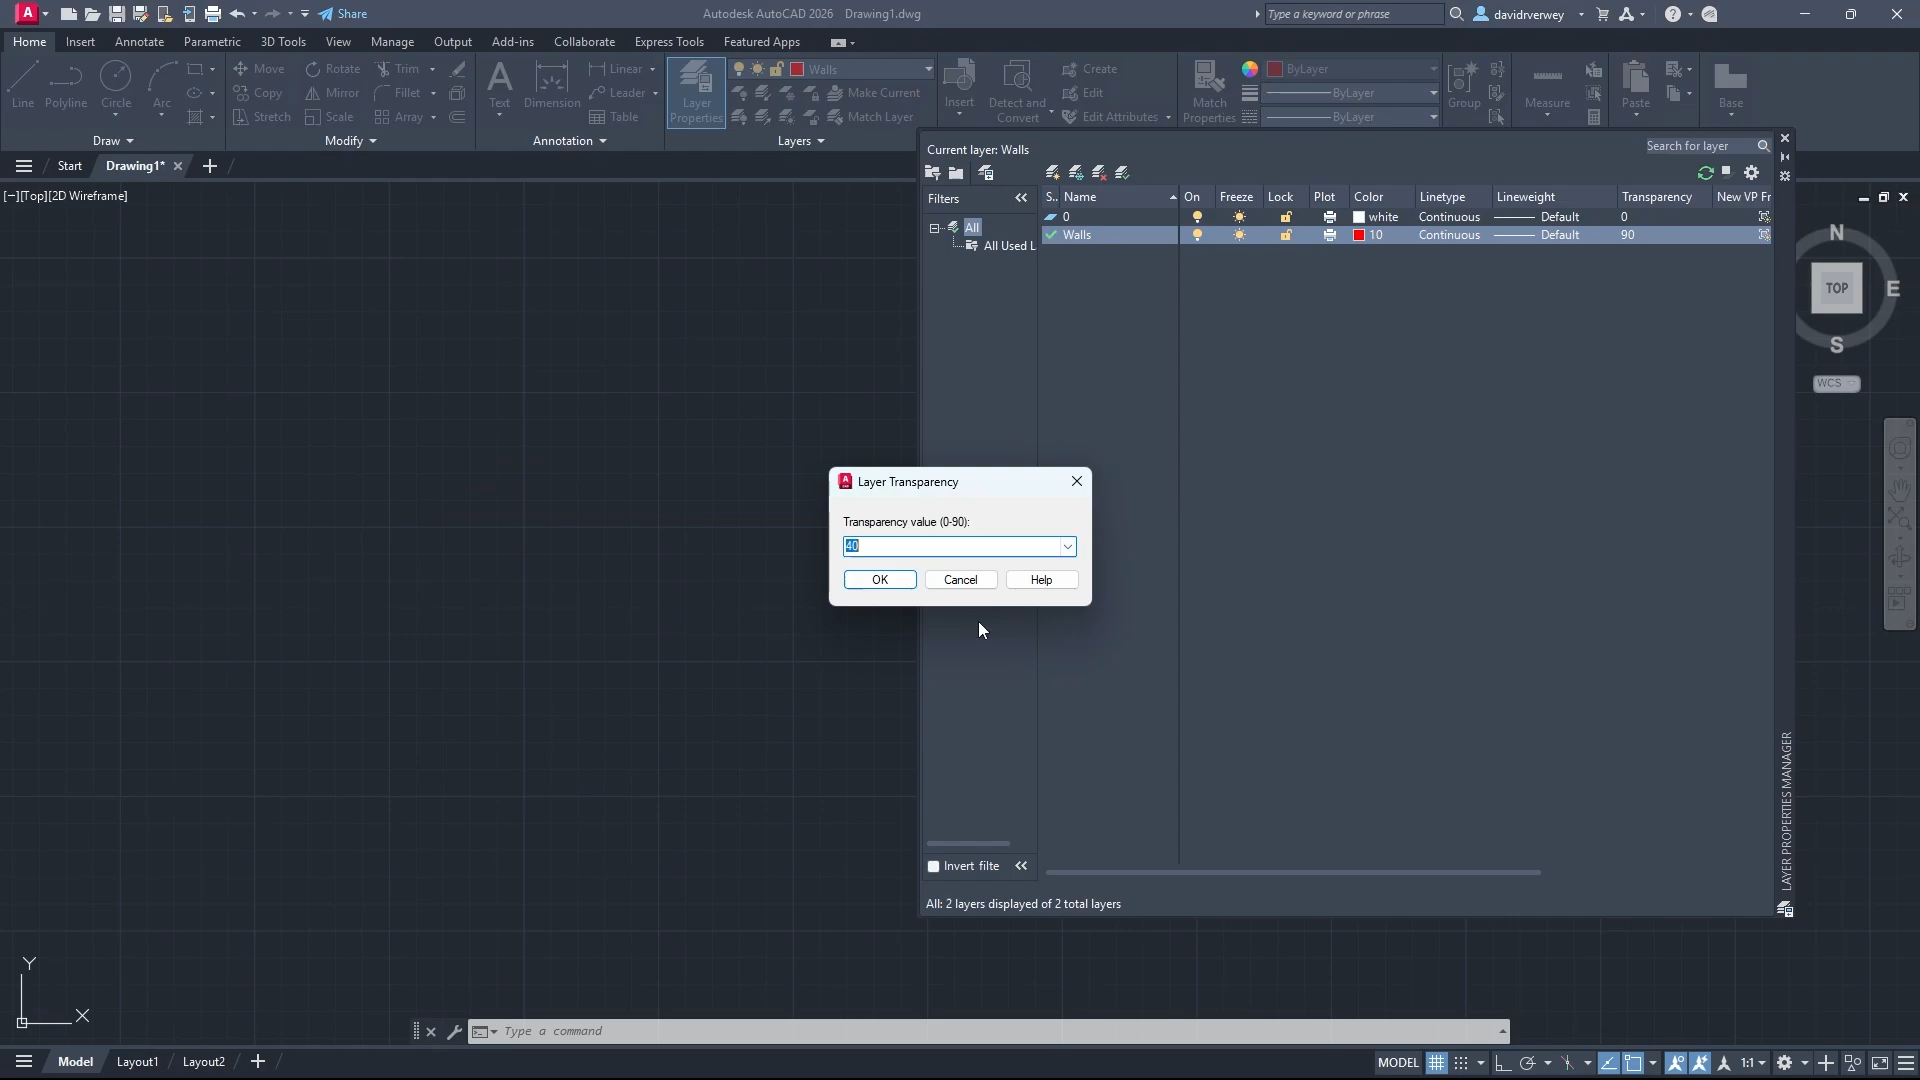 A
Share
Autodesk AutoCAD 2026 Drawing1.dwg
Type a keyword or phrase
davidrverwey
Home Insert Annotate Parametric 3D Tools View Manage Output Add-ins Collaborate Express Tools Featured Apps
Line Polyline Circle Arc
Move Rotate Trim
Copy Mirror Fillet
Stretch Scale Array
Text Dimension
Linear
Leader
Table
Layer Properties
Walls
Make Current
Match Layer
Insert
Detect and Convert
Create
Edit
Edit Attributes
Match Properties
ByLayer
ByLayer
ByLayer
Group
Measure
Paste
Base
Draw Modify Annotation Layers
Start Drawing1*
[−][Top][2D Wireframe]
Current layer: Walls
Search for layer
Filters
All
All Used L
S.. Name On Freeze Lock Plot Color Linetype Lineweight Transparency New VP Fr
0 white Continuous Default 0
Walls 10 Continuous Default 90
N
TOP
E
S
WCS
Layer Transparency
Transparency value (0-90):
40
OK Cancel Help
Invert filte
All: 2 layers displayed of 2 total layers
LAYER PROPERTIES MANAGER
Y
X
Type a command
Model Layout1 Layout2
MODEL
1:1